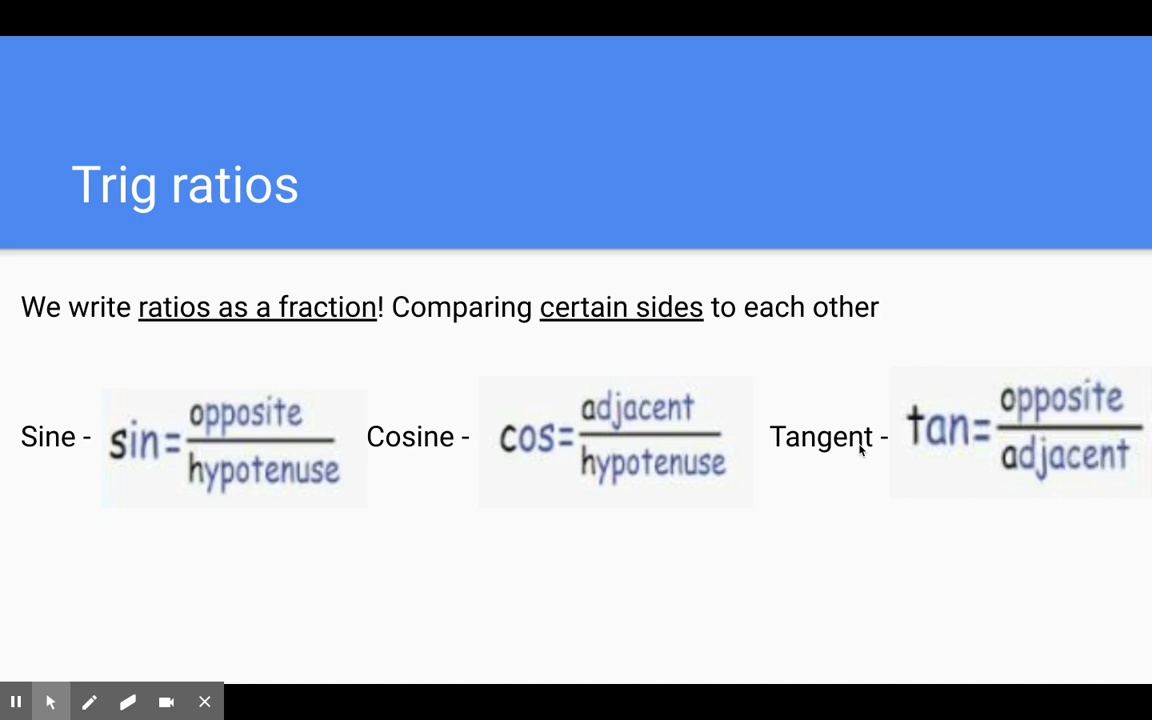 Trig ratios
We write ratios as a fraction! Comparing certain sides to each other
Sine - sin= opposite / hypotenuse Cosine - cos= adjacent / hypotenuse Tangent - tan= opposite / adjacent